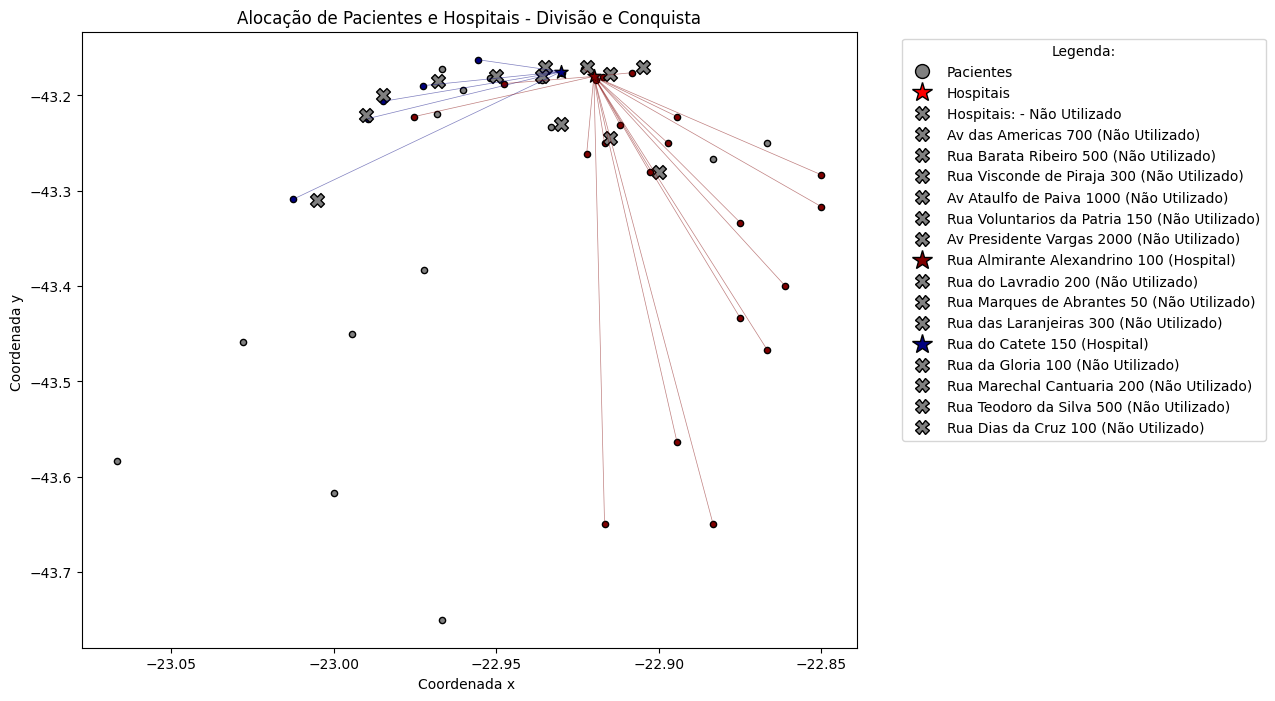 Alocação de Pacientes e Hospitais - Divisão e Conquista
Coordenada y
−43.2
−43.3
−43.4
−43.5
−43.6
−43.7
−23.05
−23.00
−22.95
−22.90
−22.85
Coordenada x
Legenda:
Pacientes
Hospitais
Hospitais: - Não Utilizado
Av das Americas 700 (Não Utilizado)
Rua Barata Ribeiro 500 (Não Utilizado)
Rua Visconde de Piraja 300 (Não Utilizado)
Av Ataulfo de Paiva 1000 (Não Utilizado)
Rua Voluntarios da Patria 150 (Não Utilizado)
Av Presidente Vargas 2000 (Não Utilizado)
Rua Almirante Alexandrino 100 (Hospital)
Rua do Lavradio 200 (Não Utilizado)
Rua Marques de Abrantes 50 (Não Utilizado)
Rua das Laranjeiras 300 (Não Utilizado)
Rua do Catete 150 (Hospital)
Rua da Gloria 100 (Não Utilizado)
Rua Marechal Cantuaria 200 (Não Utilizado)
Rua Teodoro da Silva 500 (Não Utilizado)
Rua Dias da Cruz 100 (Não Utilizado)